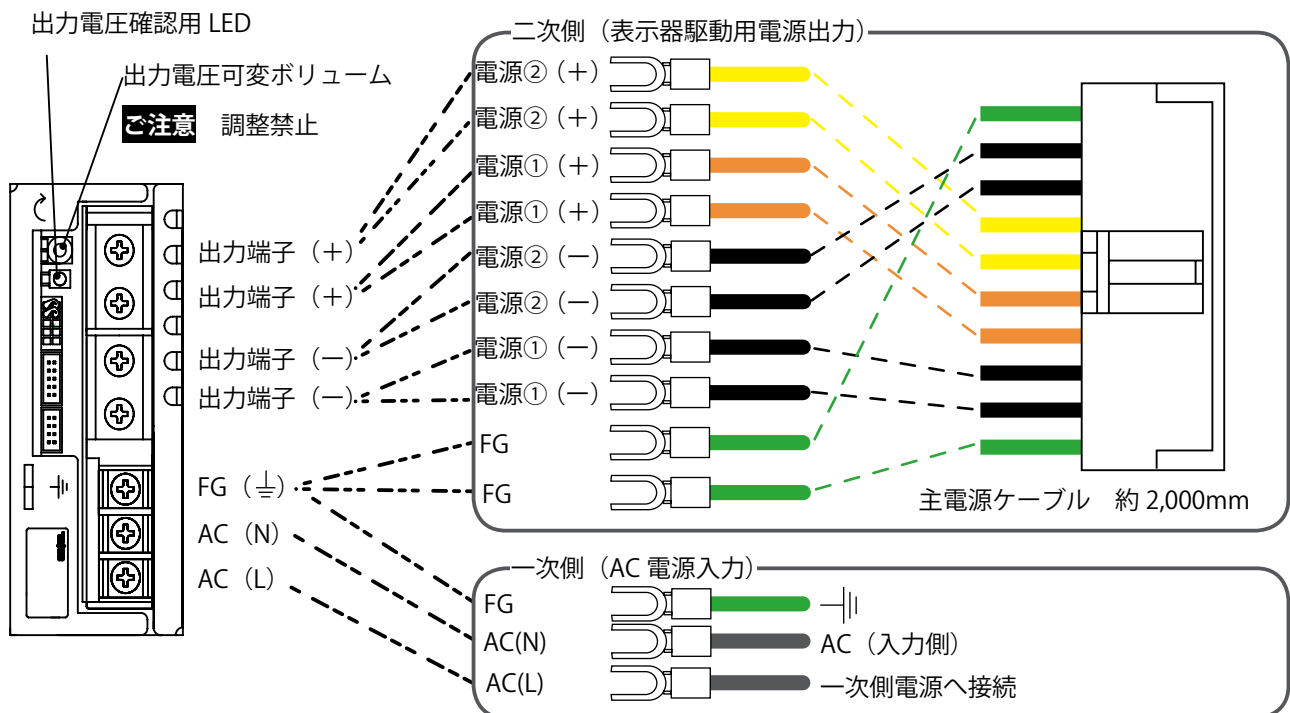 出力電圧確認用 LED
出力電圧可変ボリューム
ご注意 調整禁止
出力端子（＋）
出力端子（＋）
出力端子（－）
出力端子（－）
FG（⏚）
AC（N）
AC（L）
二次側（表示器駆動用電源出力）
電源②（＋）
電源②（＋）
電源①（＋）
電源①（＋）
電源②（－）
電源②（－）
電源①（－）
電源①（－）
FG
FG
主電源ケーブル 約 2,000mm
一次側（AC 電源入力）
FG
AC(N)
AC（入力側）
AC(L)
一次側電源へ接続